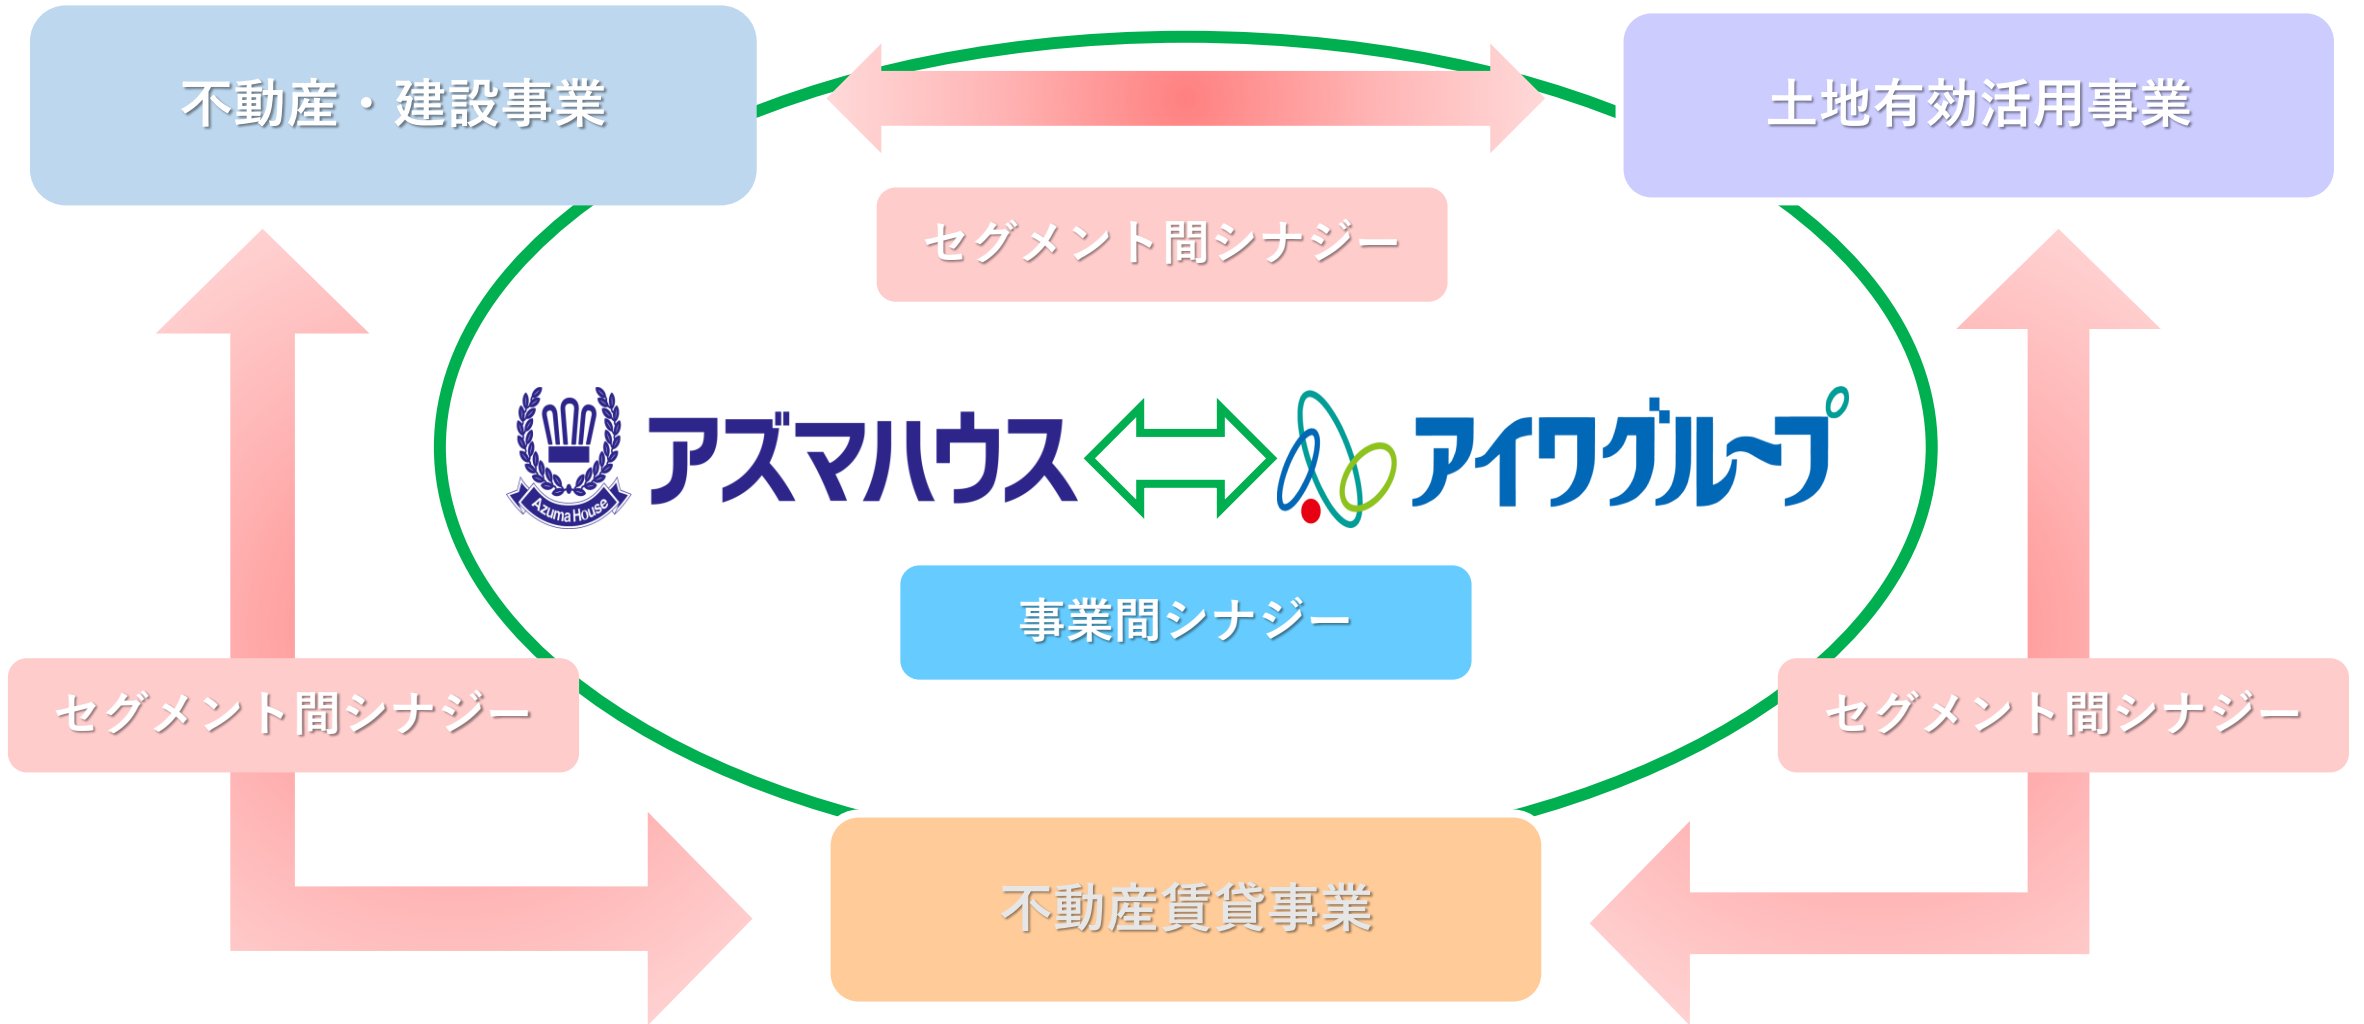 不動産・建設事業
土地有効活用事業
セグメント間シナジー
アズマハウス
Azuma House
アイワグループ
事業間シナジー
セグメント間シナジー
セグメント間シナジー
不動産賃貸事業